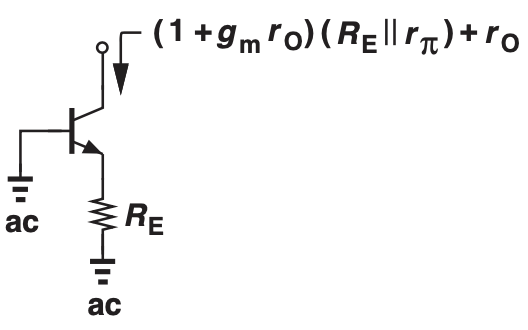 (1 + gm rO) (RE || rπ) + rO
RE
ac
ac